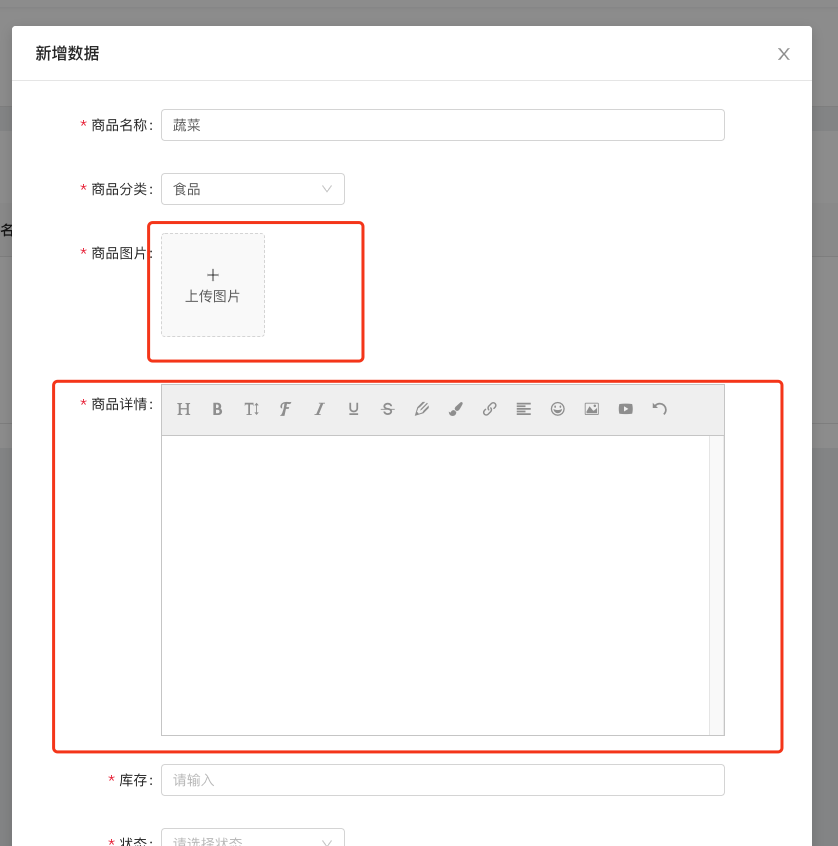 新增数据
* 商品名称: 蔬菜
* 商品分类: 食品
名
* 商品图片:
上传图片
* 商品详情:
* 库存: 请输入
* 状态: 请选择状态